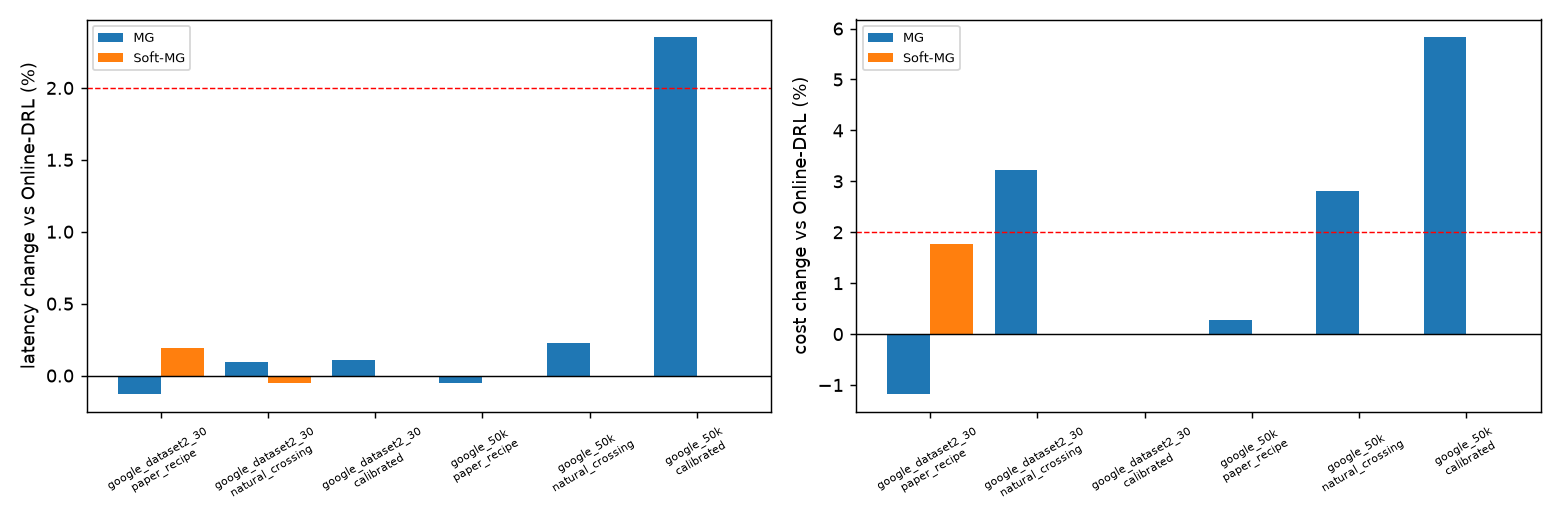 latency change vs Online-DRL (%)
MG
Soft-MG
2.0
1.5
1.0
0.5
0.0
google_dataset2_30
paper_recipe
google_dataset2_30
natural_crossing
google_dataset2_30
calibrated
google_50k
paper_recipe
google_50k
natural_crossing
google_50k
calibrated
cost change vs Online-DRL (%)
MG
Soft-MG
6
5
4
3
2
1
0
−1
google_dataset2_30
paper_recipe
google_dataset2_30
natural_crossing
google_dataset2_30
calibrated
google_50k
paper_recipe
google_50k
natural_crossing
google_50k
calibrated